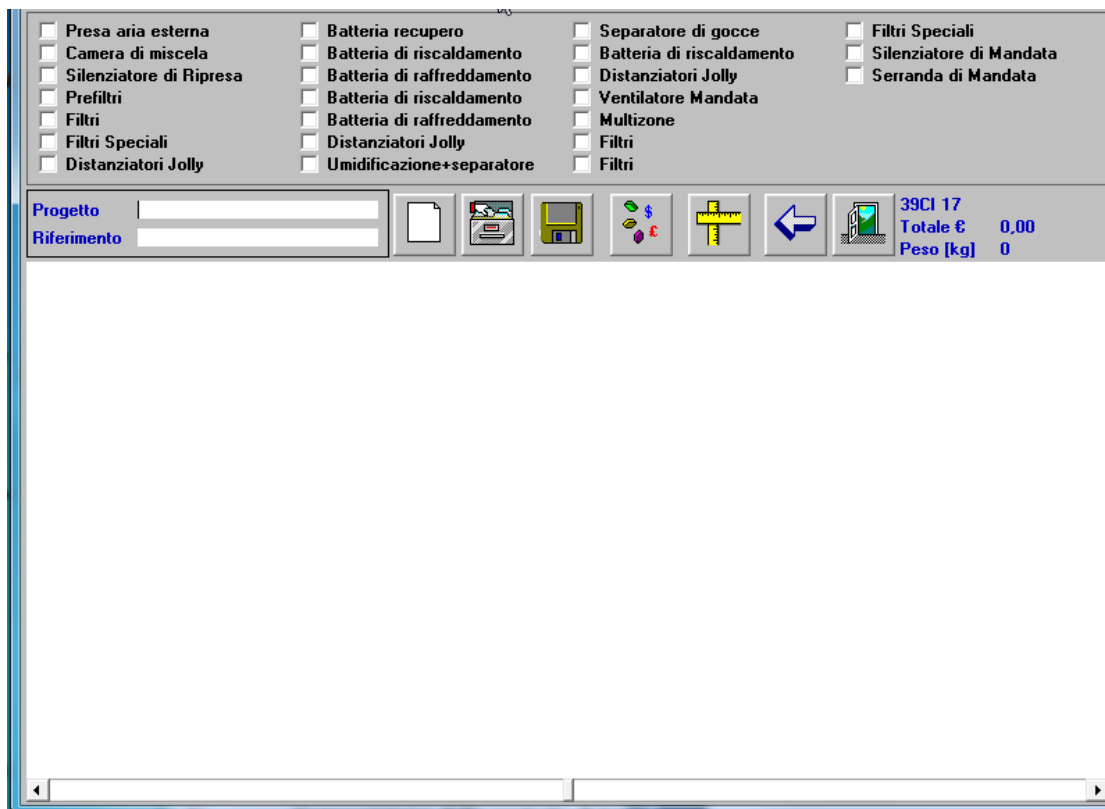 Presa aria esterna
Camera di miscela
Silenziatore di Ripresa
Prefiltri
Filtri
Filtri Speciali
Distanziatori Jolly
Batteria recupero
Batteria di riscaldamento
Batteria di raffreddamento
Batteria di riscaldamento
Batteria di raffreddamento
Distanziatori Jolly
Umidificazione+separatore
Separatore di gocce
Batteria di riscaldamento
Distanziatori Jolly
Ventilatore Mandata
Multizone
Filtri
Filtri
Filtri Speciali
Silenziatore di Mandata
Serranda di Mandata
Progetto
Riferimento
$
£
39CI 17
Totale € 0,00
Peso [kg] 0